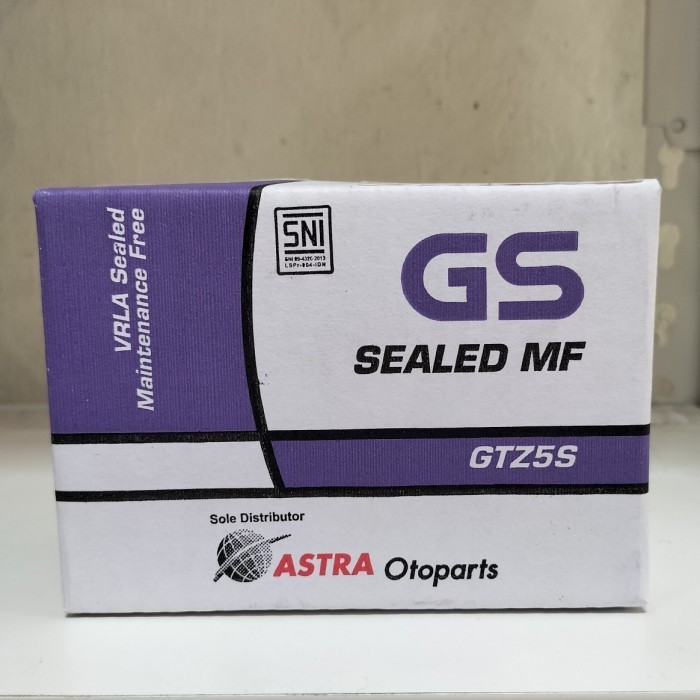 VRLA Sealed
Maintenance Free
SNI
GS
SEALED MF
GTZ5S
Sole Distributor
ASTRA Otoparts